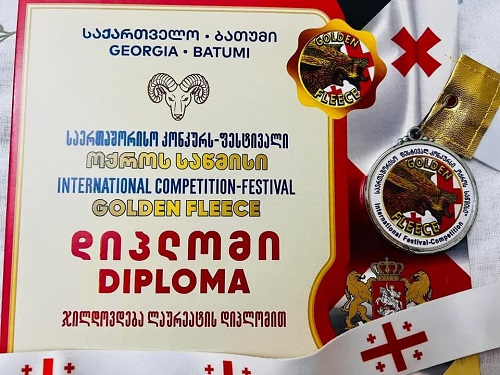 საქართველო • ბათუმი
GEORGIA • BATUMI
საერთაშორისო კონკურს-ფესტივალი
ოქროს საწმისი
INTERNATIONAL COMPETITION-FESTIVAL
GOLDEN FLEECE
დიპლომი
DIPLOMA
ჯილდოვდება ლაურეატის დიპლომით
GOLDEN
FLEECE
GOLDEN
FLEECE
International Festival-Competition